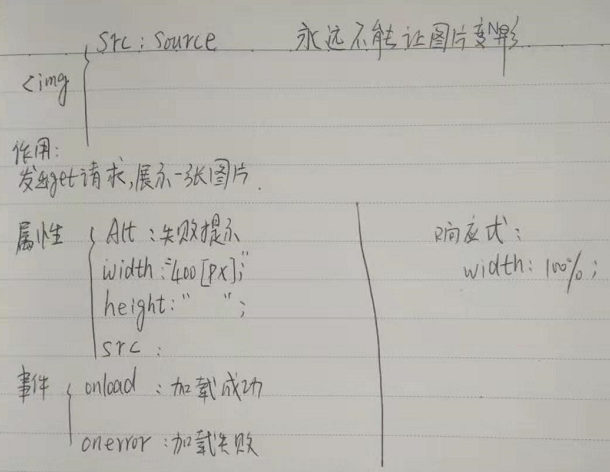 src : source 永远不能让图片变形
<img
作用:
发出get请求,展示一张图片.
属性 Alt : 失败提示
width:"400[px];"
height:" " ;
src :
响应式:
width: 100%;
事件 onload : 加载成功
onerror : 加载失败